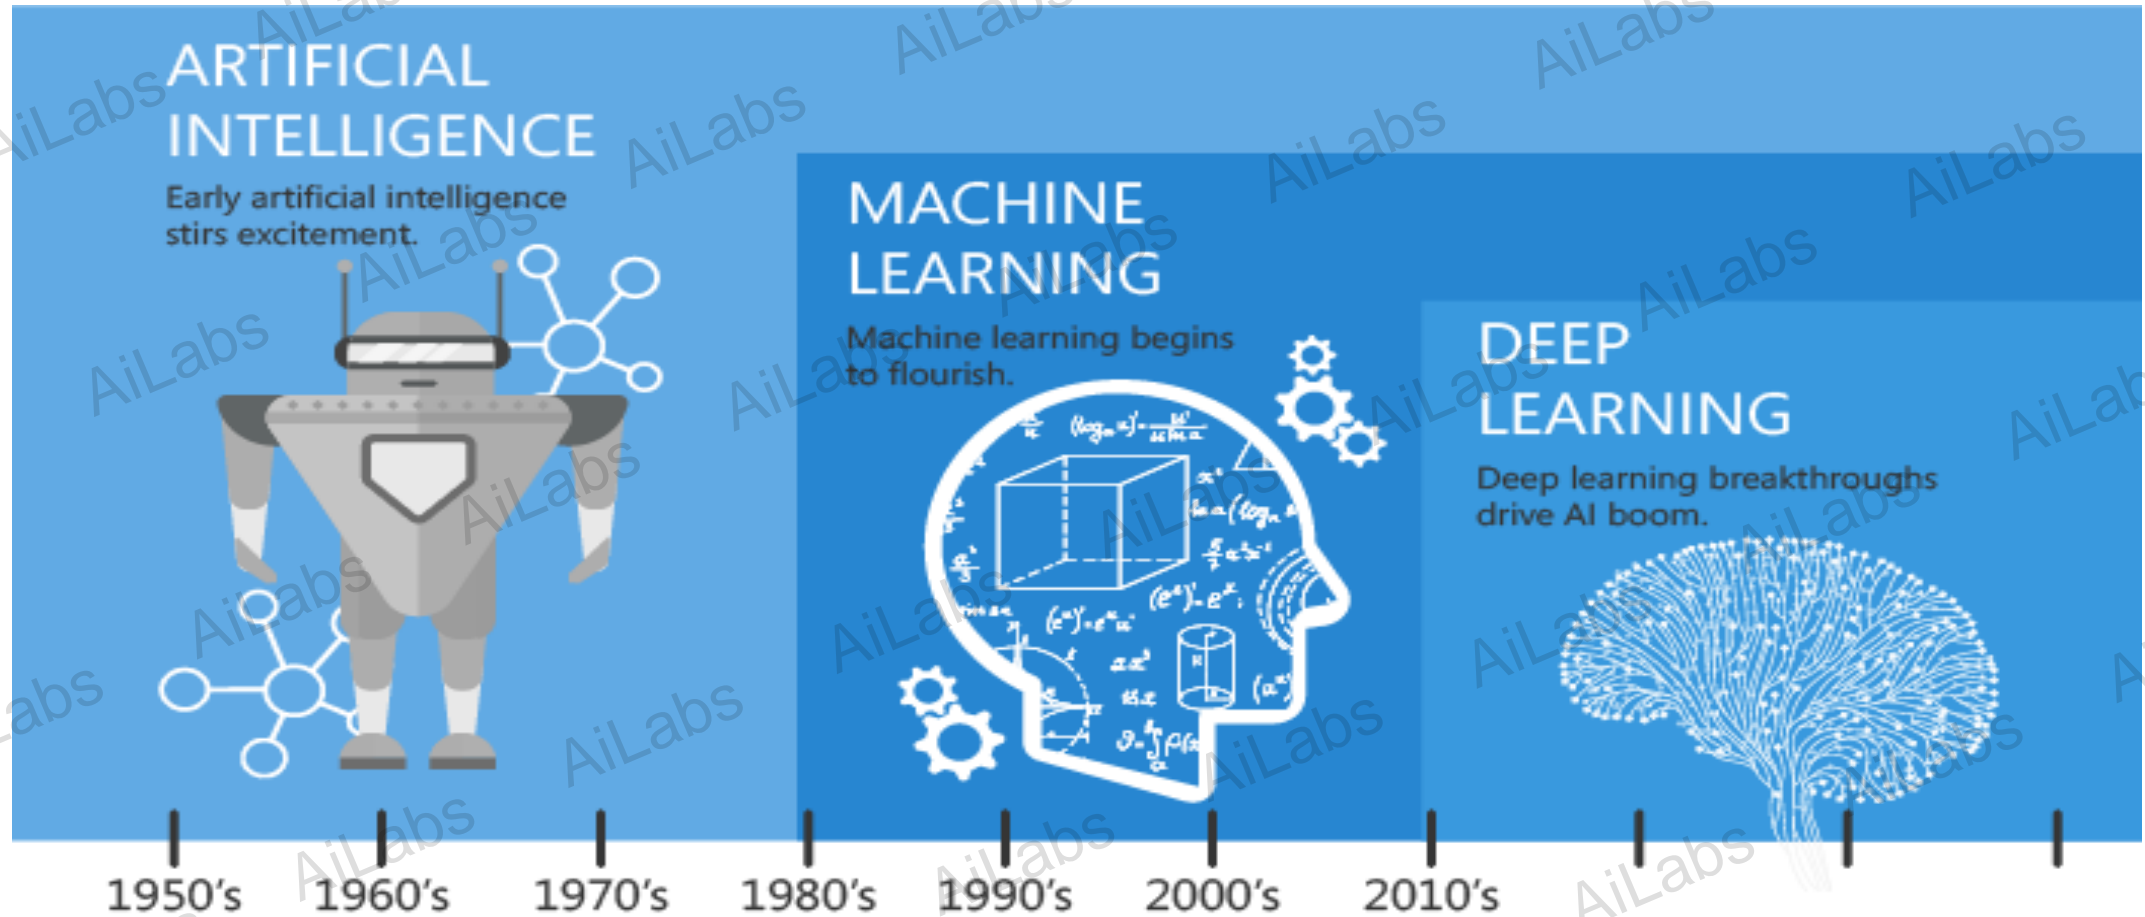 ARTIFICIAL
INTELLIGENCE
Early artificial intelligence
stirs excitement.
MACHINE
LEARNING
Machine learning begins
to flourish.
DEEP
LEARNING
Deep learning breakthroughs
drive AI boom.
1950's 1960's 1970's 1980's 1990's 2000's 2010's
AiLabs